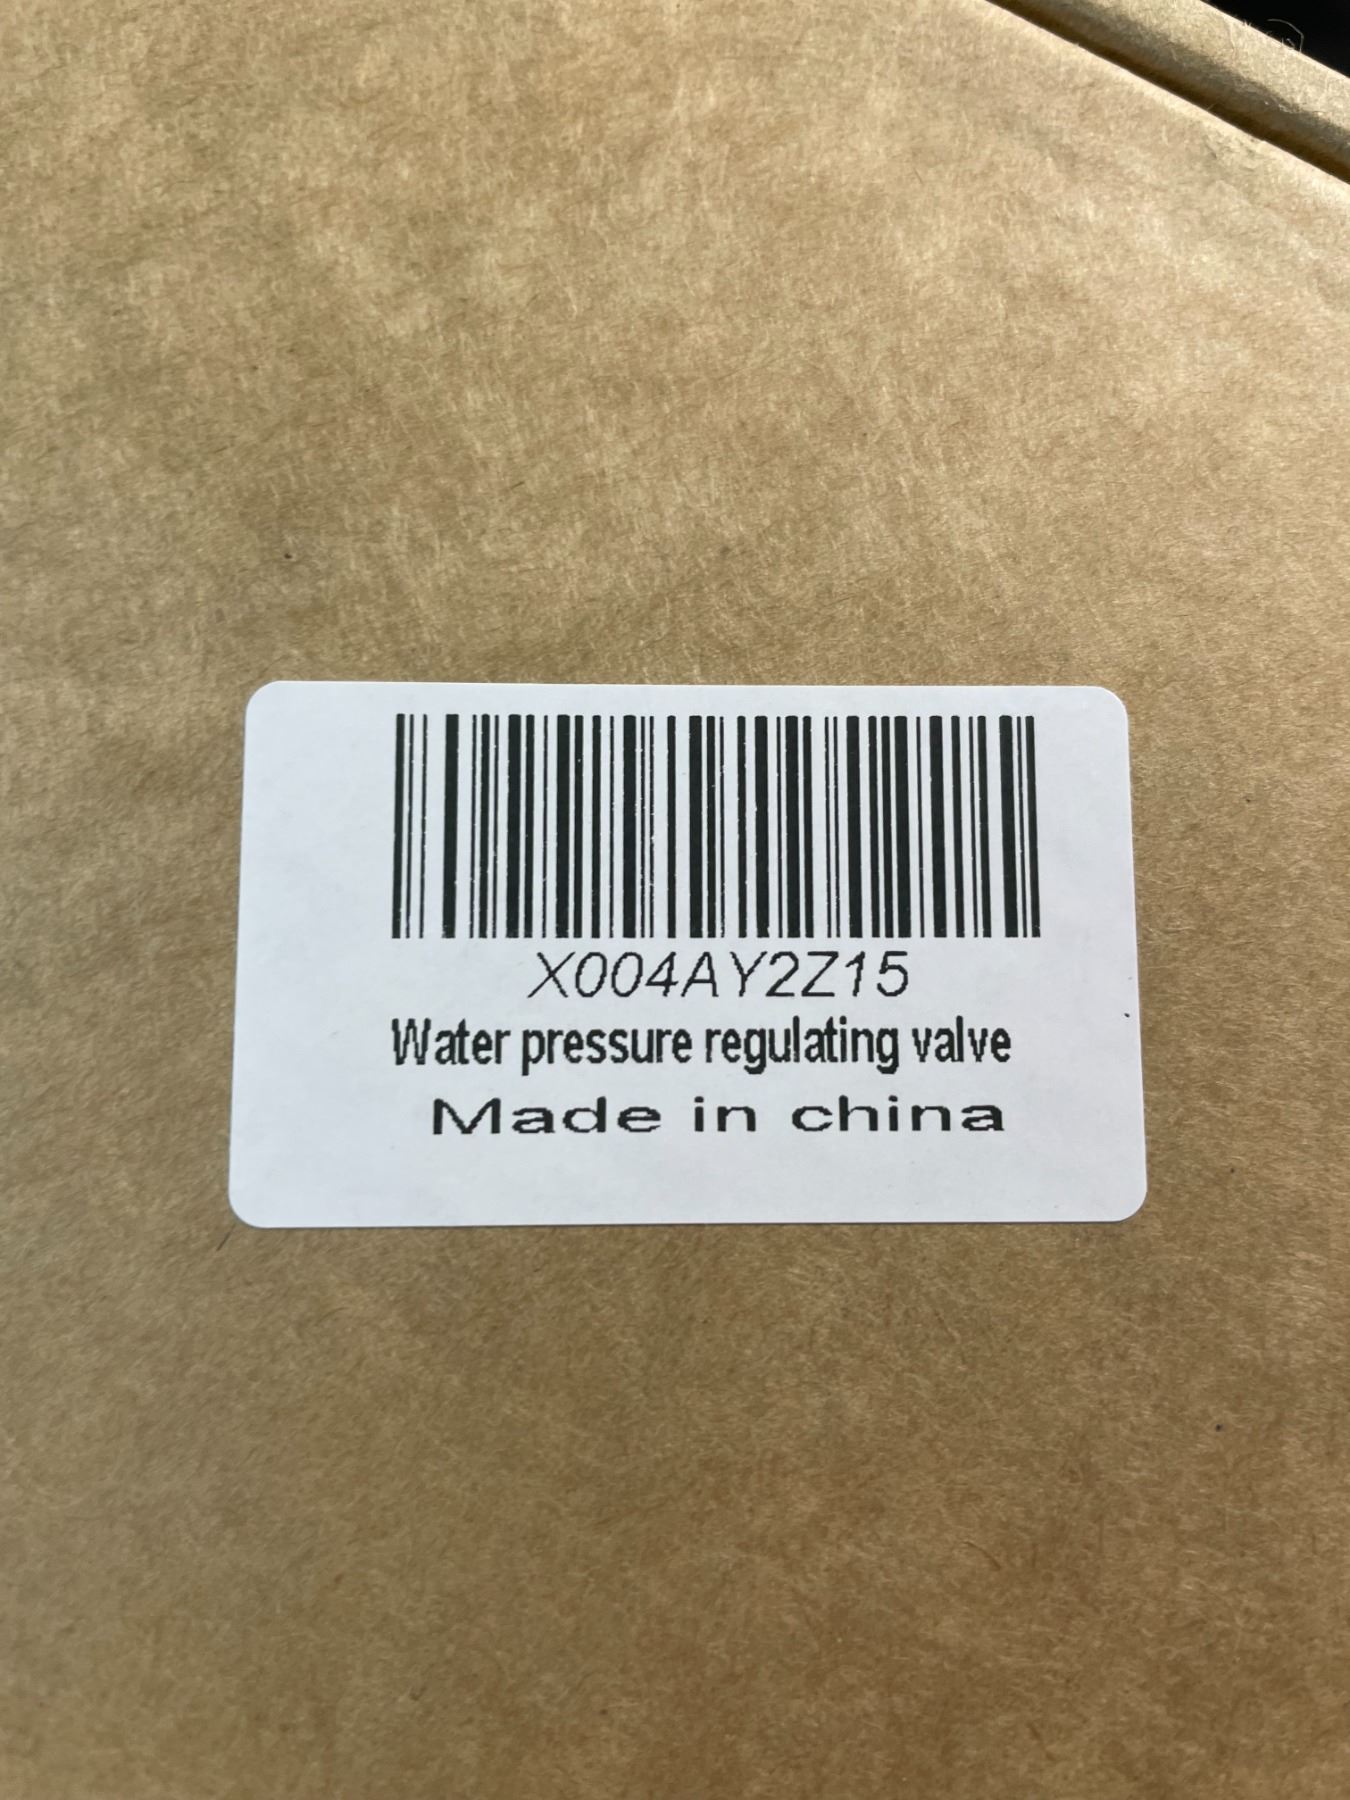 X004AY2Z15
Water pressure regulating valve
Made in china